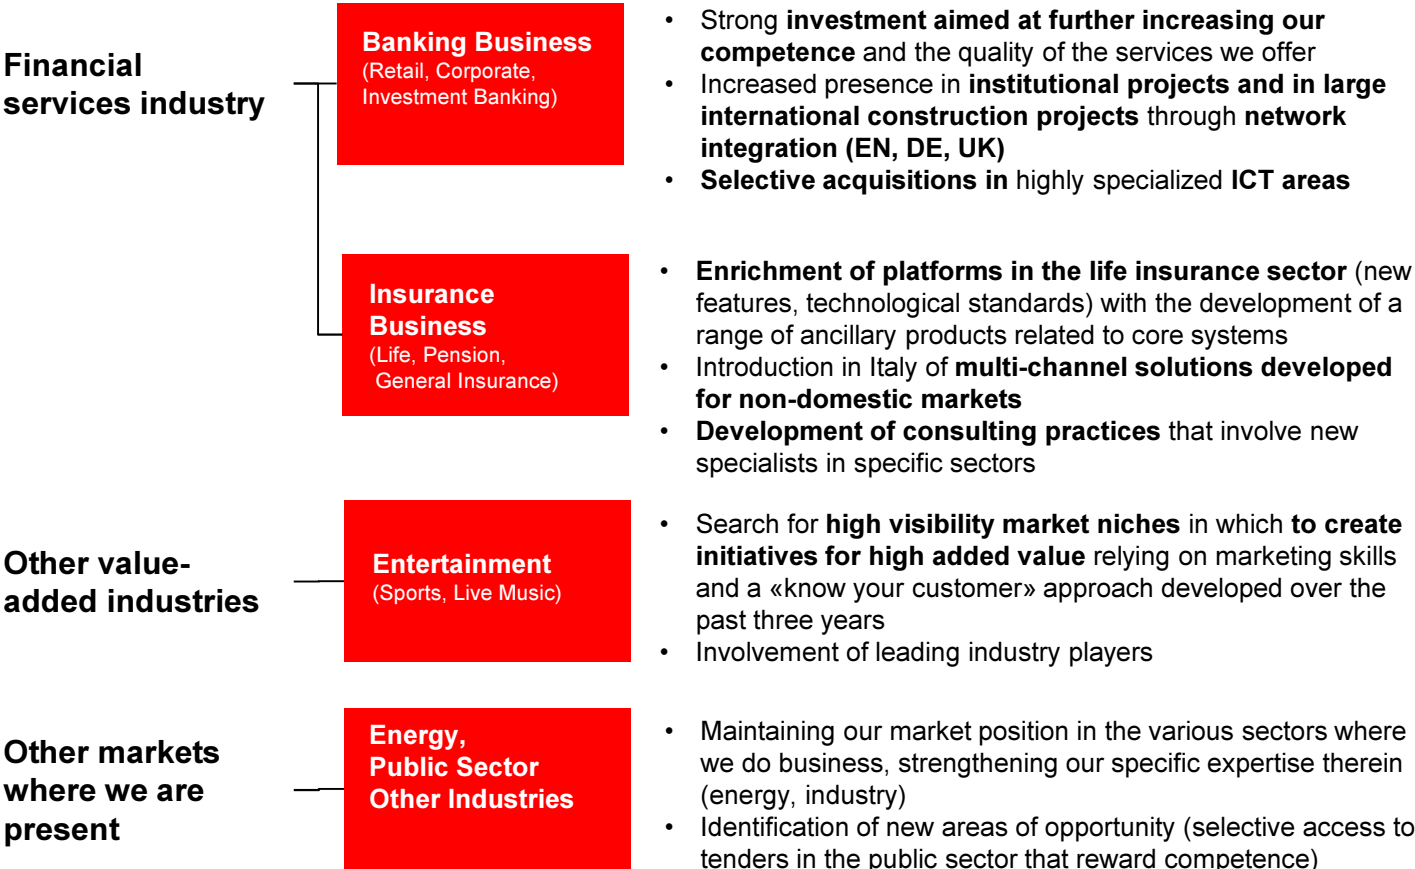 Financial
services industry
Banking Business
(Retail, Corporate,
Investment Banking)
• Strong investment aimed at further increasing our
competence and the quality of the services we offer
• Increased presence in institutional projects and in large
international construction projects through network
integration (EN, DE, UK)
• Selective acquisitions in highly specialized ICT areas
Insurance
Business
(Life, Pension,
General Insurance)
• Enrichment of platforms in the life insurance sector (new
features, technological standards) with the development of a
range of ancillary products related to core systems
• Introduction in Italy of multi-channel solutions developed
for non-domestic markets
• Development of consulting practices that involve new
specialists in specific sectors
Other value-
added industries
Entertainment
(Sports, Live Music)
• Search for high visibility market niches in which to create
initiatives for high added value relying on marketing skills
and a «know your customer» approach developed over the
past three years
• Involvement of leading industry players
Other markets
where we are
present
Energy,
Public Sector
Other Industries
• Maintaining our market position in the various sectors where
we do business, strengthening our specific expertise therein
(energy, industry)
• Identification of new areas of opportunity (selective access to
tenders in the public sector that reward competence)